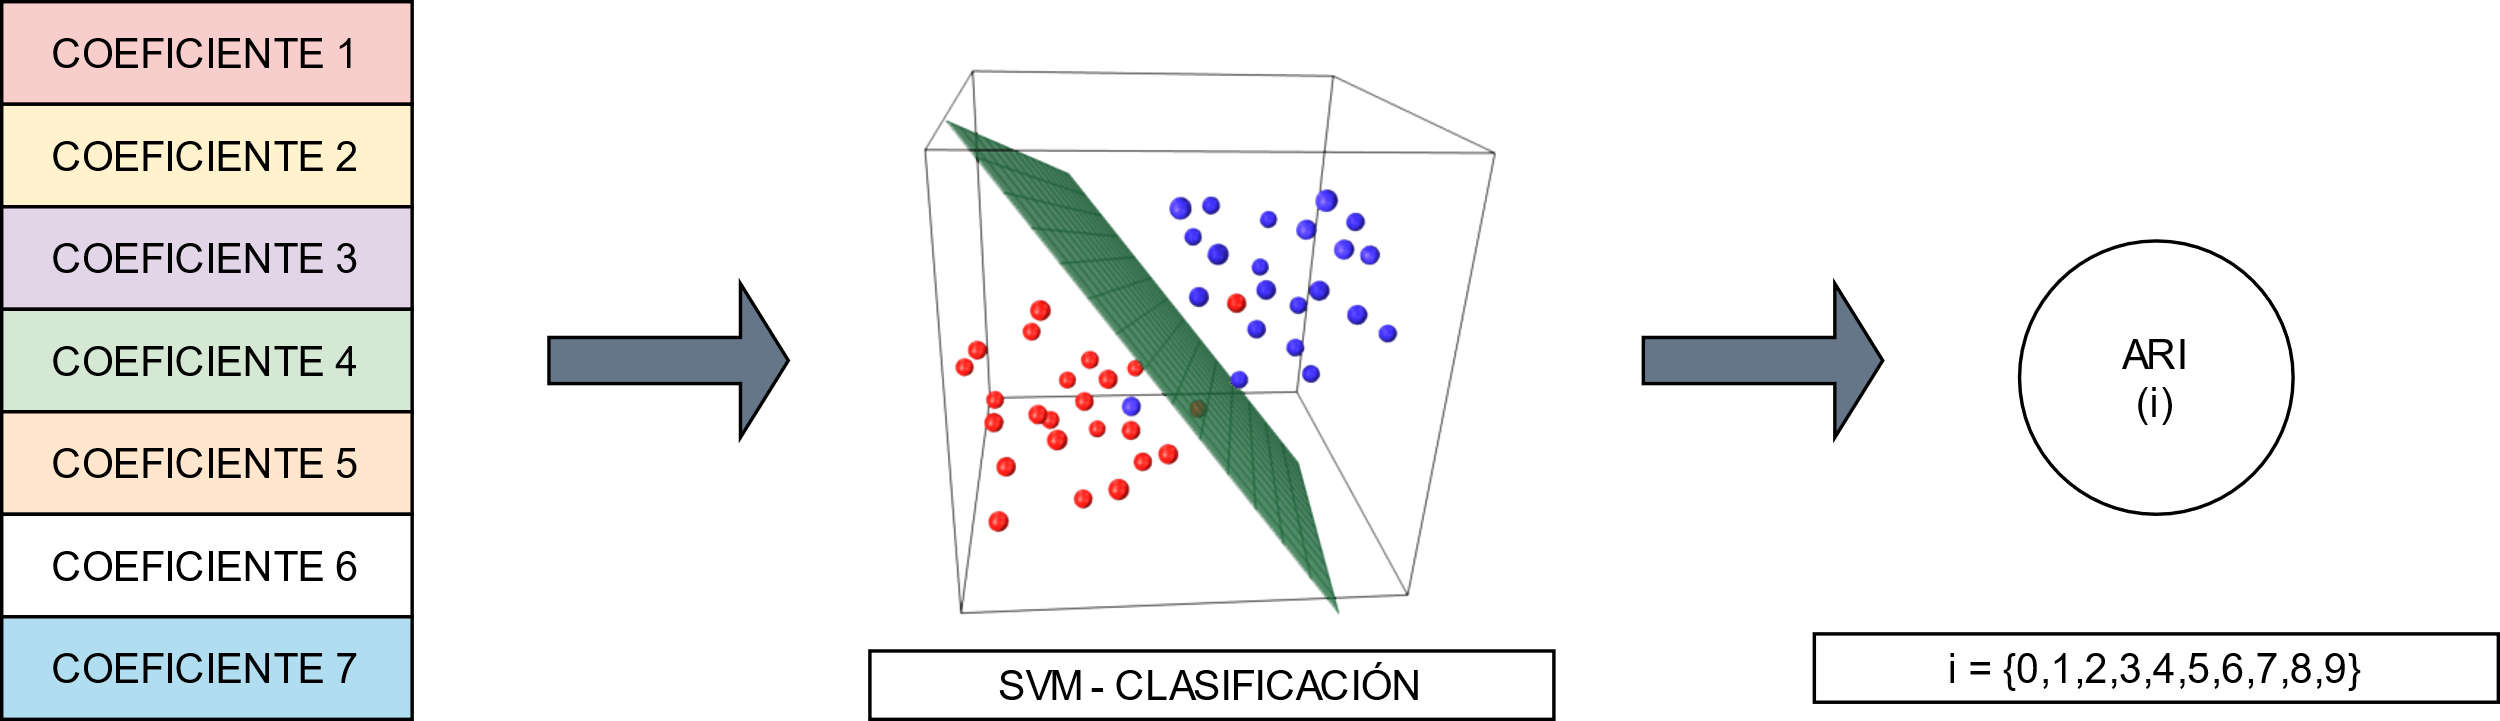 COEFICIENTE 1
COEFICIENTE 2
COEFICIENTE 3
COEFICIENTE 4
COEFICIENTE 5
COEFICIENTE 6
COEFICIENTE 7
SVM - CLASIFICACIÓN
ARI
(i)
i = {0,1,2,3,4,5,6,7,8,9}